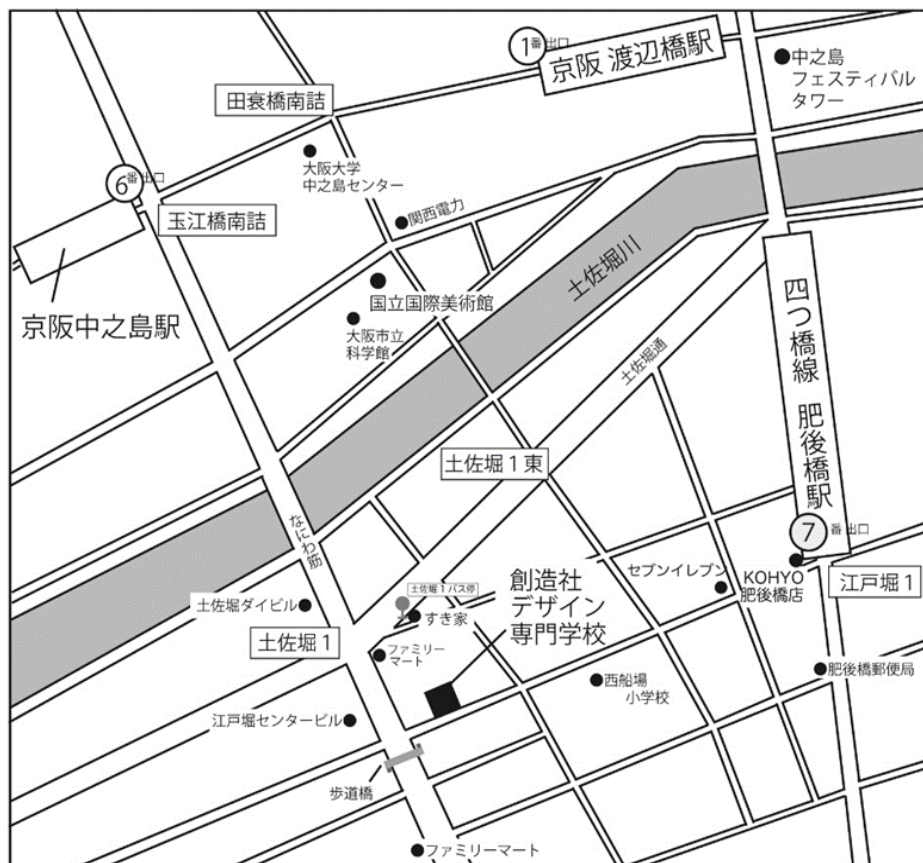 1番出口
京阪 渡辺橋駅
中之島
フェスティバル
タワー
田衰橋南詰
大阪大学
中之島センター
6番出口
玉江橋南詰
関西電力
京阪中之島駅
国立国際美術館
大阪市立
科学館
土佐堀川
四つ橋線 肥後橋駅
土佐堀通
土佐堀1東
なにわ筋
7番出口
セブンイレブン
KOHYO
肥後橋店
江戸堀1
土佐堀1バス停
すき家
創造社
デザイン
専門学校
土佐堀ダイビル
土佐堀1
ファミリー
マート
西船場
小学校
肥後橋郵便局
江戸堀センタービル
歩道橋
ファミリーマート